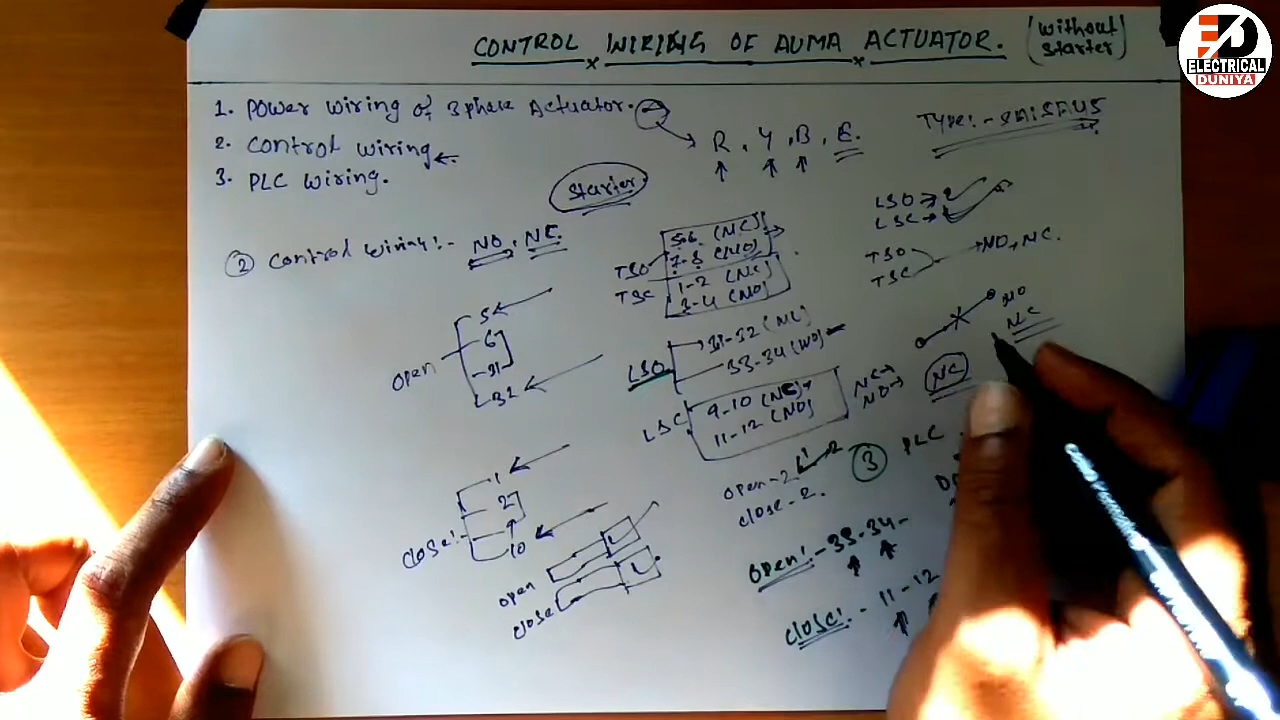 CONTROL WIRING OF AUMA ACTUATOR. (Without Starter)
ELECTRICAL
DUNIYA
1. Power wiring of 3 phase Actuator.
R, Y, B, E.
2. Control wiring
3. PLC Wiring.
Starter
② Control wiring:- NO, NC.
TSO 5-6 (NC)
7-8 (NO)
TSC 1-2 (NC)
3-4 (NO)
LSO →
LSC →
TSO
TSC → NO, NC.
NO
NC
open 5
6
31
32
LSO 31-32 (NC)
33-34 (NO)
LSC 9-10 (NC)
11-12 (NO)
NC →
NO →
NC
close:- 1
2
10
open
close
open - 2
close - 2.
③ PLC
open:- 33-34-
close:- 11-12